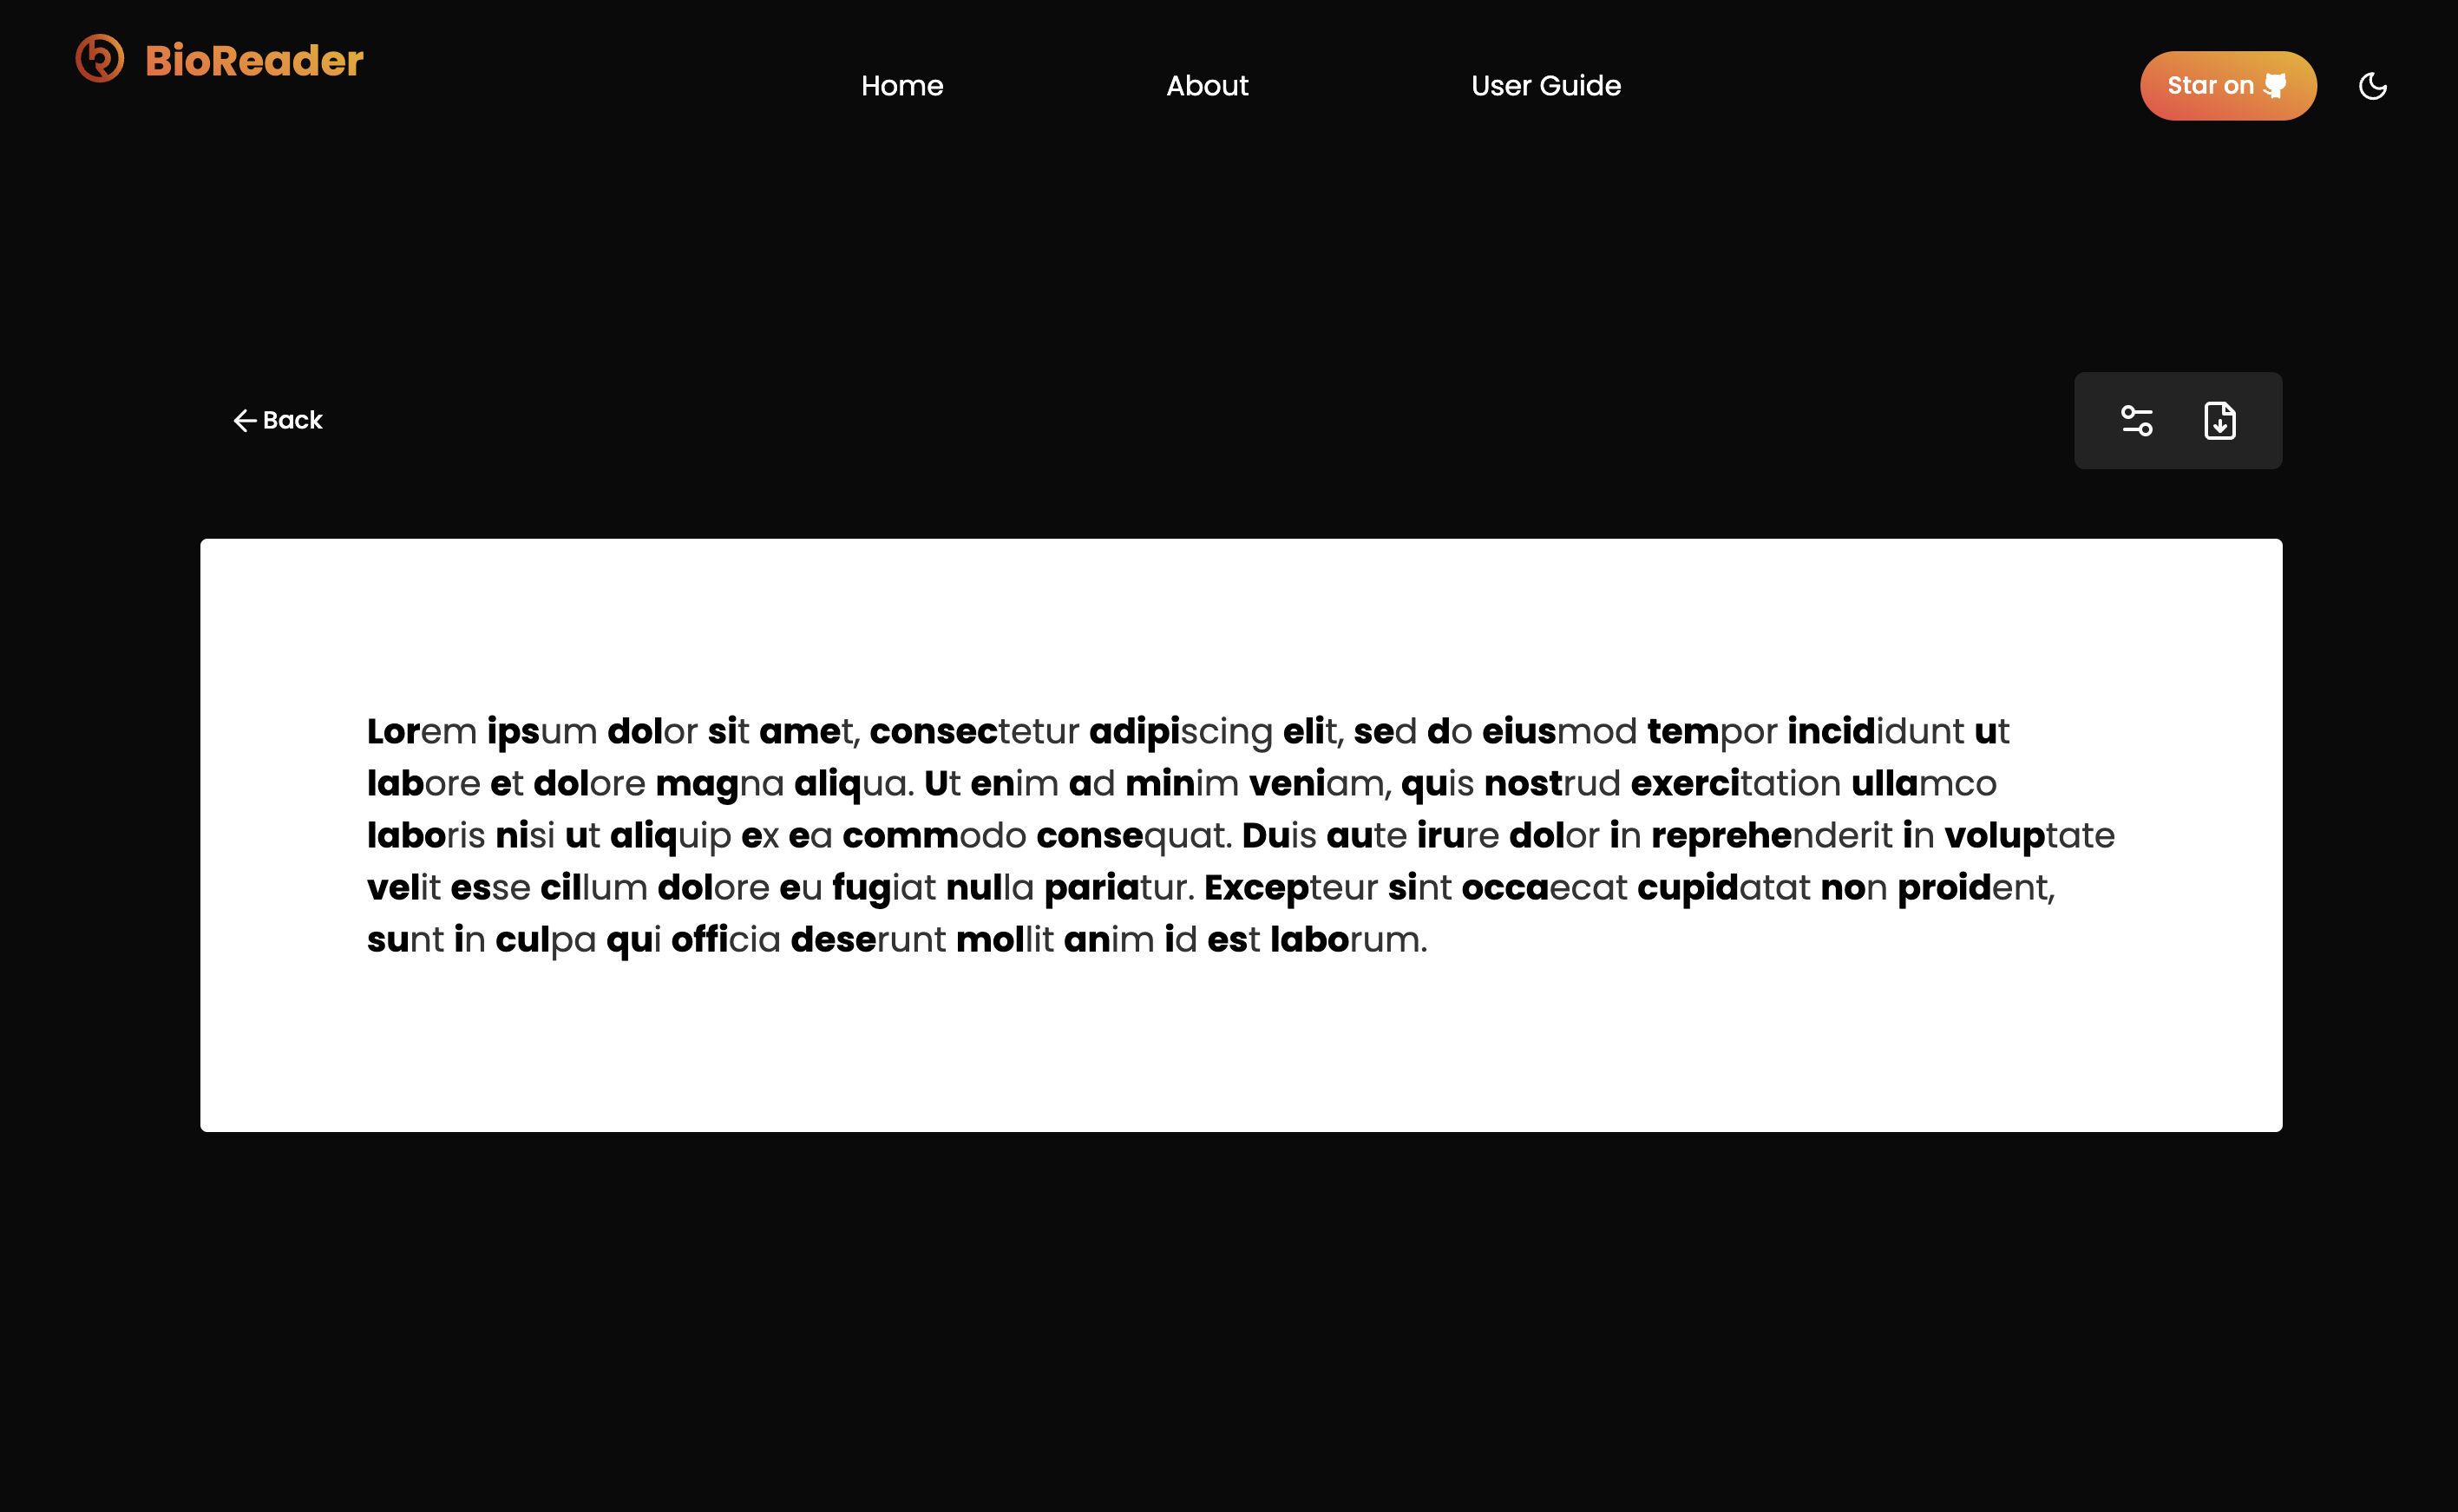 BioReader
Home About User Guide
Star on
Back
Lorem ipsum dolor sit amet, consectetur adipiscing elit, sed do eiusmod tempor incididunt ut
labore et dolore magna aliqua. Ut enim ad minim veniam, quis nostrud exercitation ullamco
laboris nisi ut aliquip ex ea commodo consequat. Duis aute irure dolor in reprehenderit in voluptate
velit esse cillum dolore eu fugiat nulla pariatur. Excepteur sint occaecat cupidatat non proident,
sunt in culpa qui officia deserunt mollit anim id est laborum.